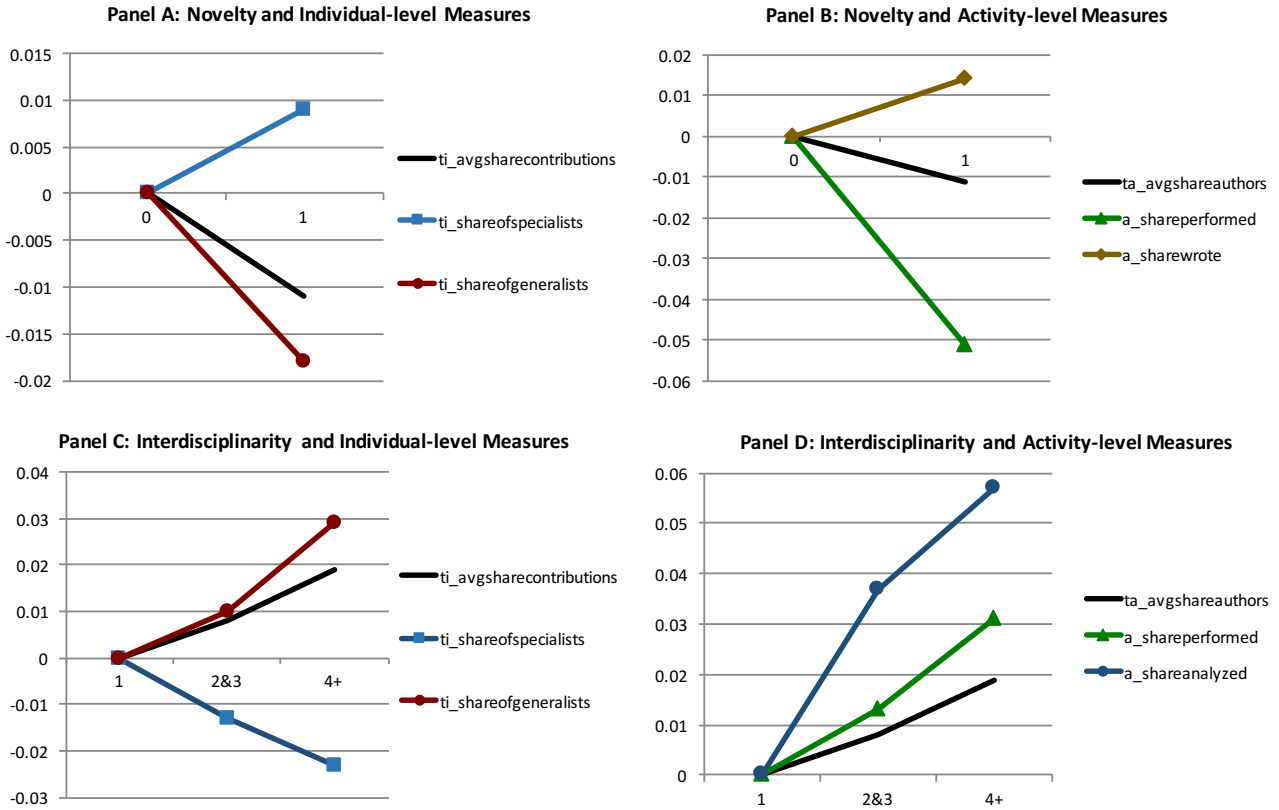 Panel A: Novelty and Individual-level Measures
0.015
0.01
0.005
0
-0.005
-0.01
-0.015
-0.02
0
1
ti_avgsharecontributions
ti_shareofspecialists
ti_shareofgeneralists
Panel B: Novelty and Activity-level Measures
0.02
0.01
0
-0.01
-0.02
-0.03
-0.04
-0.05
-0.06
0
1
ta_avgshareauthors
a_shareperformed
a_sharewrote
Panel C: Interdisciplinarity and Individual-level Measures
0.04
0.03
0.02
0.01
0
-0.01
-0.02
-0.03
1
2&3
4+
ti_avgsharecontributions
ti_shareofspecialists
ti_shareofgeneralists
Panel D: Interdisciplinarity and Activity-level Measures
0.06
0.05
0.04
0.03
0.02
0.01
0
1
2&3
4+
ta_avgshareauthors
a_shareperformed
a_shareanalyzed